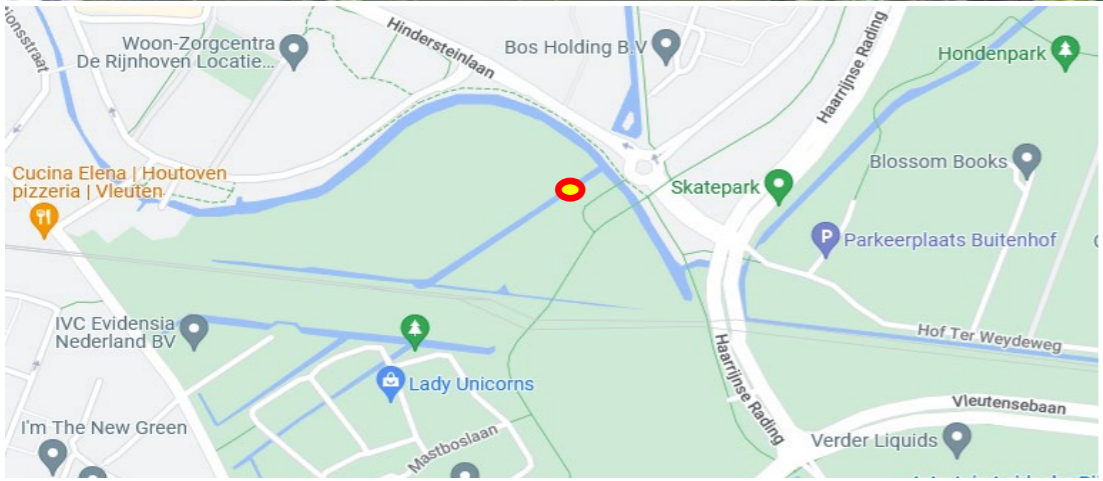 ionsstraat
Woon-Zorgcentra
De Rijnhoven Locatie...
Hindersteinlaan
Bos Holding B.V
Haarrijnse Rading
Hondenpark
Cucina Elena | Houtoven
pizzeria | Vleuten
Skatepark
Blossom Books
P Parkeerplaats Buitenhof
IVC Evidensia
Nederland BV
Hof Ter Weydeweg
Haarrijnse Rading
Lady Unicorns
Vleutensebaan
I'm The New Green
Mastboslaan
Verder Liquids